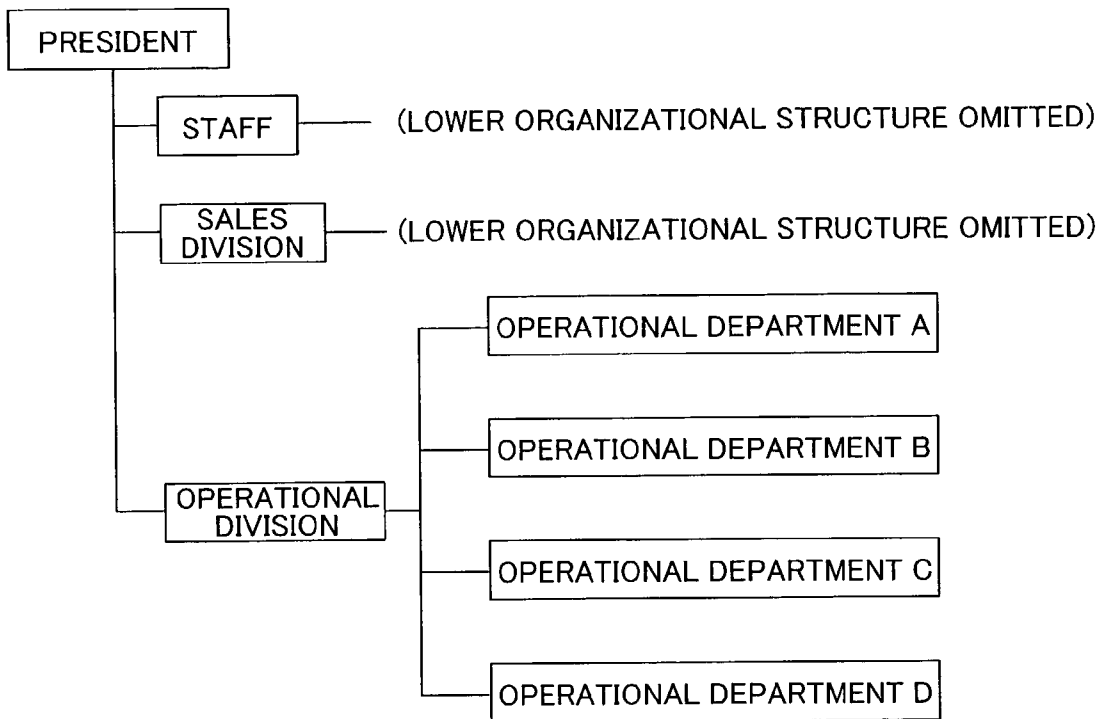 PRESIDENT
STAFF
(LOWER ORGANIZATIONAL STRUCTURE OMITTED)
SALES
DIVISION
(LOWER ORGANIZATIONAL STRUCTURE OMITTED)
OPERATIONAL
DIVISION
OPERATIONAL DEPARTMENT A
OPERATIONAL DEPARTMENT B
OPERATIONAL DEPARTMENT C
OPERATIONAL DEPARTMENT D